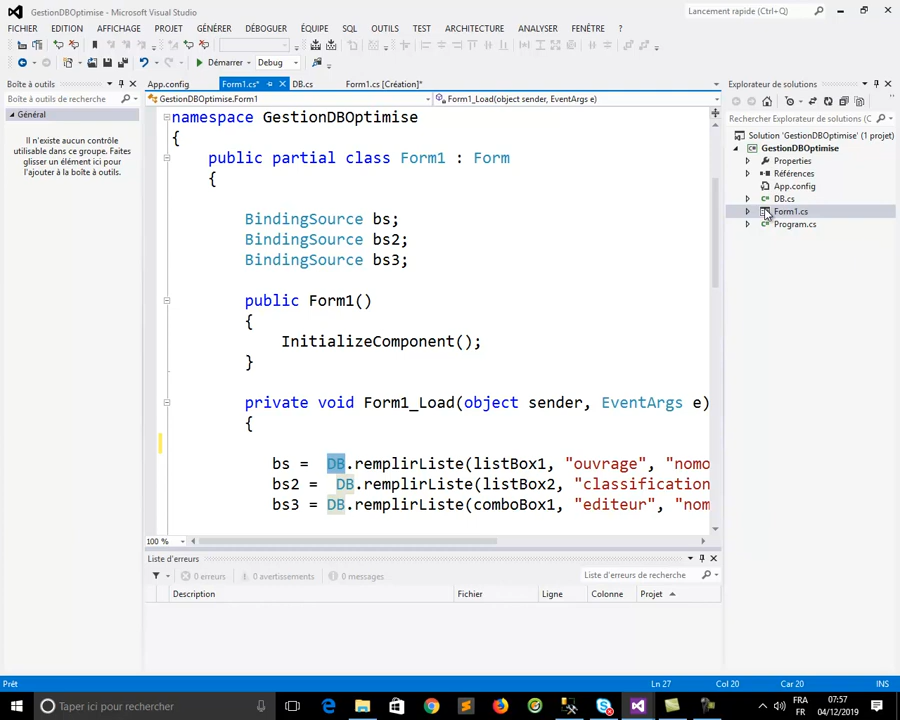 GestionDBOptimise - Microsoft Visual Studio
Lancement rapide (Ctrl+Q)
FICHIER EDITION AFFICHAGE PROJET GÉNÉRER DÉBOGUER ÉQUIPE SQL OUTILS TEST ARCHITECTURE ANALYSER FENÊTRE ?
Démarrer Debug
Boîte à outils
App.config Form1.cs* DB.cs Form1.cs [Création]*
Explorateur de solutions
Boîte à outils de recherche
GestionDBOptimise.Form1
Form1_Load(object sender, EventArgs e)
Général
Rechercher Explorateur de solutions (C
Il n'existe aucun contrôle
utilisable dans ce groupe. Faites
glisser un élément ici pour
l'ajouter à la boîte à outils.
namespace GestionDBOptimise
{
public partial class Form1 : Form
{
BindingSource bs;
BindingSource bs2;
BindingSource bs3;
public Form1()
{
InitializeComponent();
}
private void Form1_Load(object sender, EventArgs e)
{
bs = DB.remplirListe(listBox1, "ouvrage", "nomo
bs2 = DB.remplirListe(listBox2, "classification
bs3 = DB.remplirListe(comboBox1, "editeur", "nom
Solution 'GestionDBOptimise' (1 projet)
GestionDBOptimise
Properties
Références
App.config
DB.cs
Form1.cs
Program.cs
100 %
Liste d'erreurs
0 erreurs 0 avertissements 0 messages
Liste d'erreurs de recherche
Description Fichier Ligne Colonne Projet
Prêt Ln 27 Col 20 Car 20 INS
Taper ici pour rechercher
FRA
FR
07:57
04/12/2019